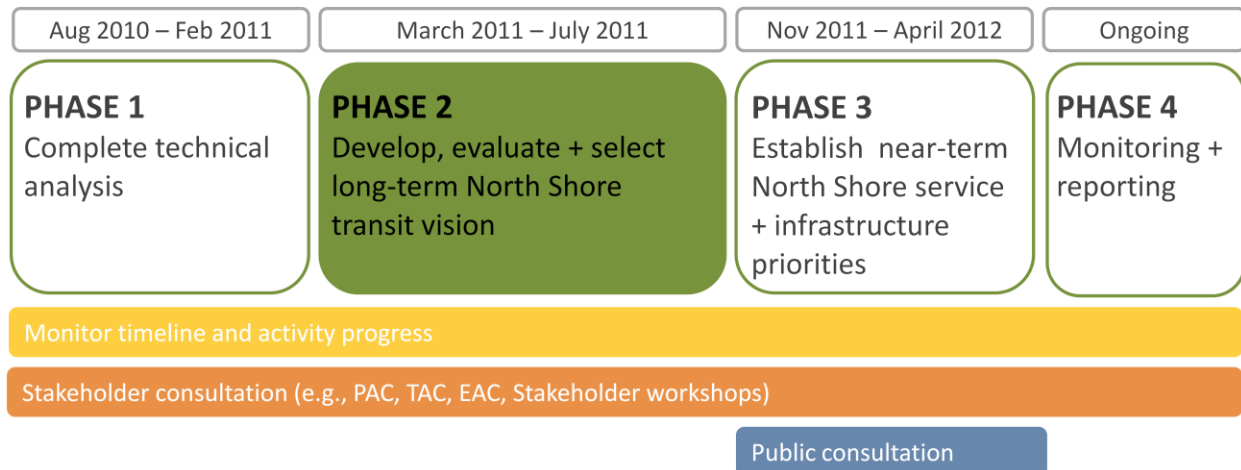 Aug 2010 – Feb 2011
March 2011 – July 2011
Nov 2011 – April 2012
Ongoing
PHASE 1
Complete technical
analysis
PHASE 2
Develop, evaluate + select
long-term North Shore
transit vision
PHASE 3
Establish near-term
North Shore service
+ infrastructure
priorities
PHASE 4
Monitoring +
reporting
Monitor timeline and activity progress
Stakeholder consultation (e.g., PAC, TAC, EAC, Stakeholder workshops)
Public consultation